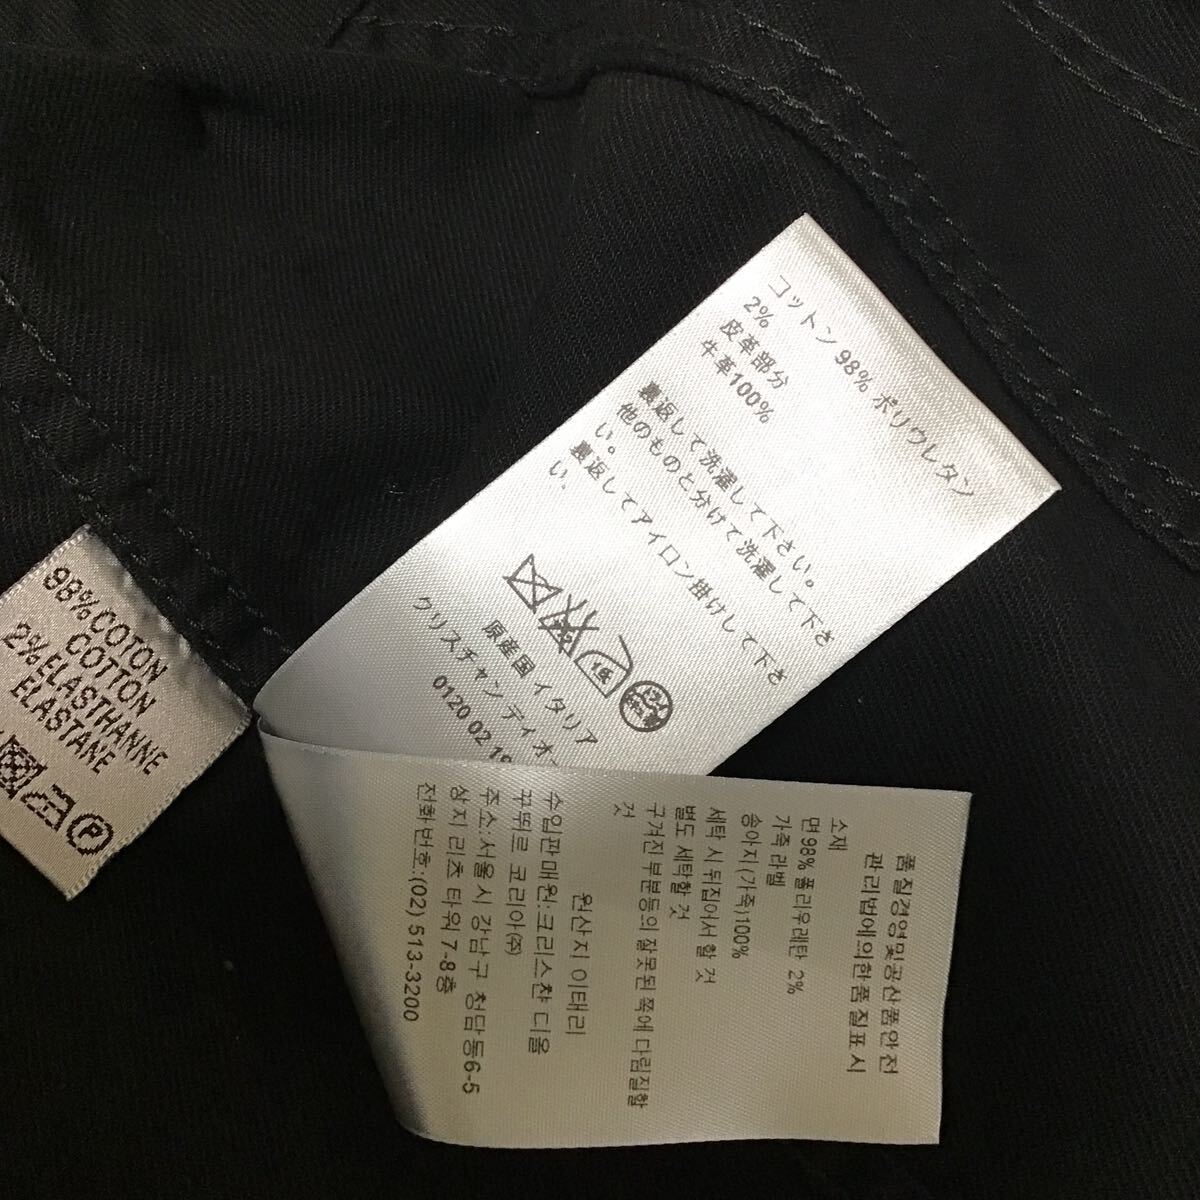 コットン 98% ポリウレタン
2%
皮革部分
牛革100%
裏返して洗濯して下さい。
他のものと分けて洗濯して下さ
い。
裏返してアイロン掛けして下さ
い。
原産国 イタリア
クリスチャン ディオ
0120 02 19
98%COTON
COTTON
2%ELASTHANNE
ELASTANE
P
품질경영및공산품안전
관리법에의한품질표시
소재
면98% 폴리우레탄 2%
가죽 라벨
송아지(가죽)100%
세탁 시 뒤집어서 할 것
별도 세탁할 것
구겨진부분등의 잘못된 쪽에 다림질할
것
원산지 이태리
수입판매원:크리스챤 디올
꾸뛰르 코리아㈜
주소:서울시 강남구 청담동6-5
상지 리츠 타워 7-8층
전화번호:(02) 513-3200